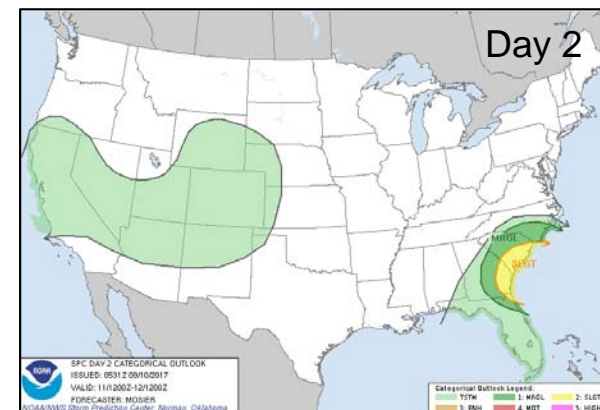 Day 2
MRGL
SLGT
NOAA
SPC DAY 2 CATEGORICAL OUTLOOK
ISSUED: 0531Z 09/10/2017
VALID: 11/1200Z-12/1200Z
FORECASTER: MOSIER
NOAA/NWS Storm Prediction Center, Norman, Oklahoma
Categorical Outlook Legend:
TSTM 1: MRGL 2: SLGT
3: ENH 4: MDT 5: HIGH